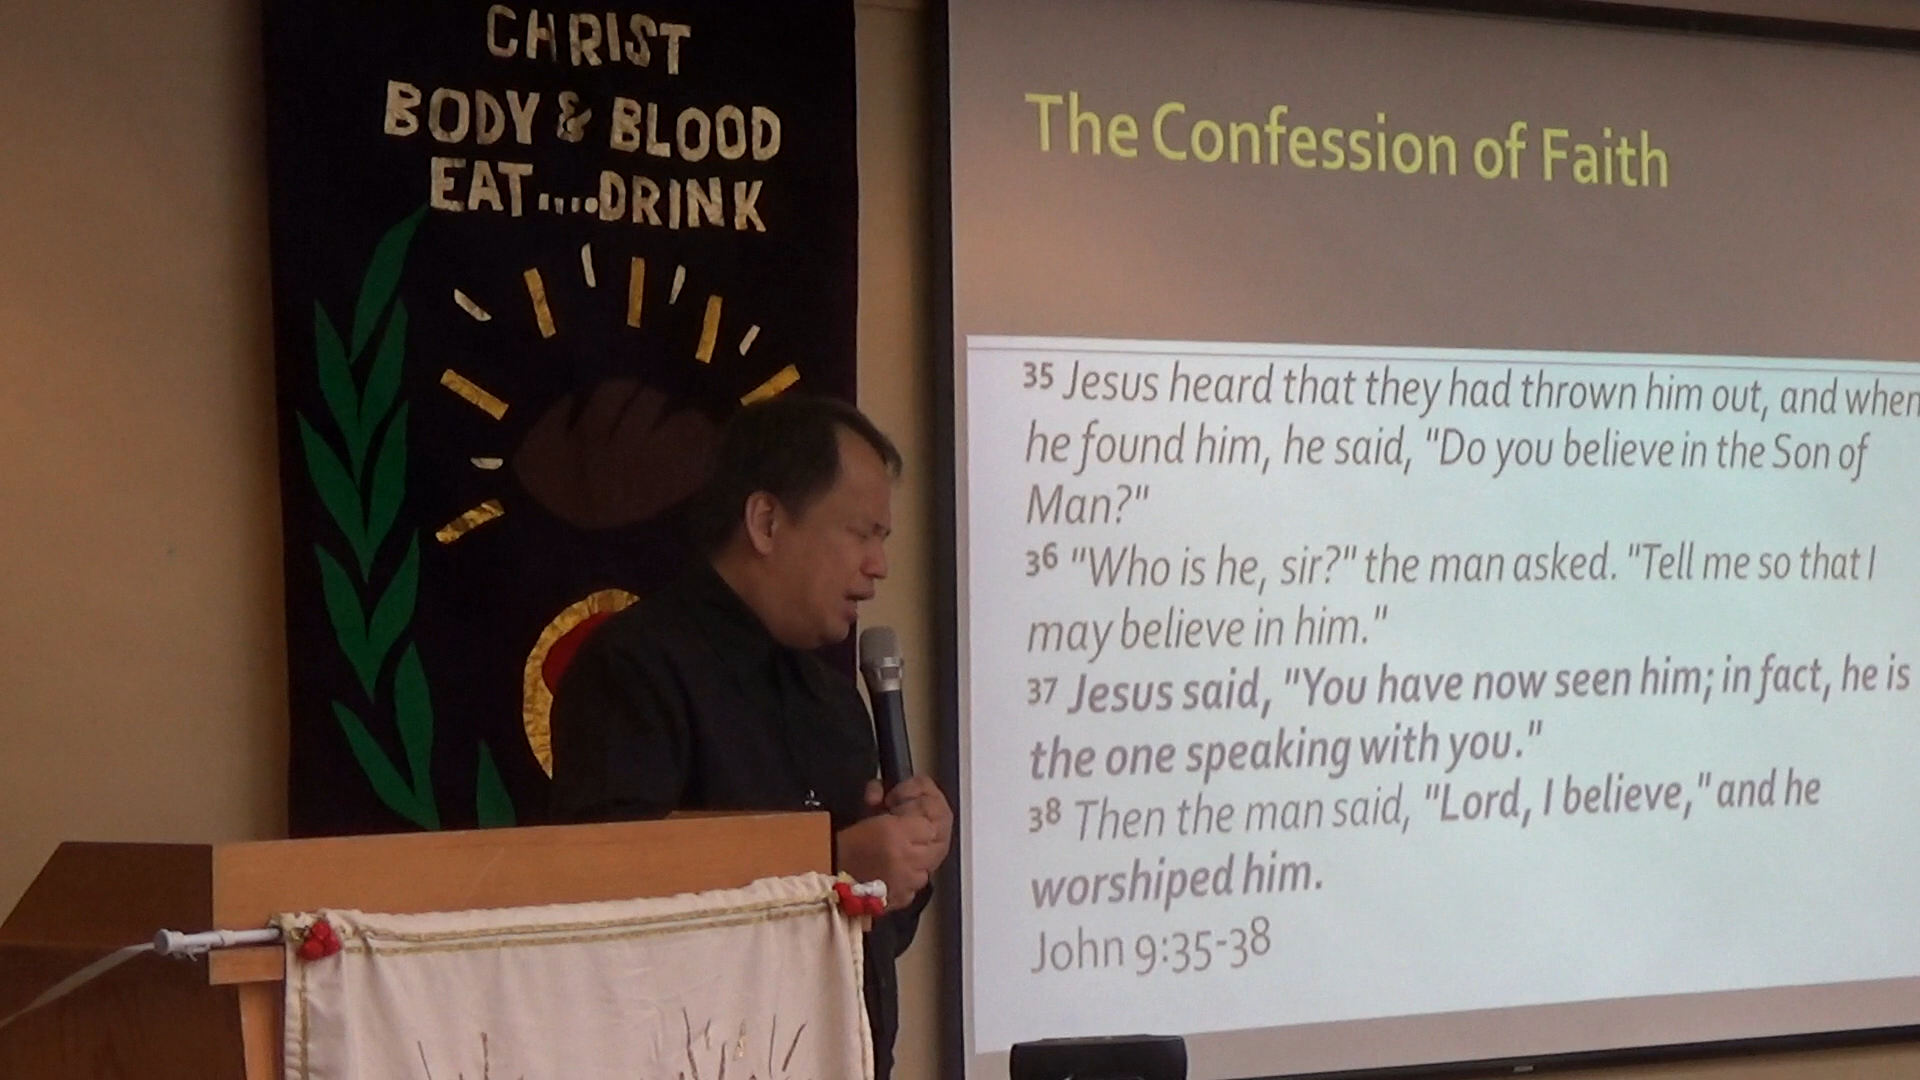 CHRIST
BODY & BLOOD
EAT....DRINK
The Confession of Faith
35 Jesus heard that they had thrown him out, and when
he found him, he said, "Do you believe in the Son of
Man?"
36 "Who is he, sir?" the man asked. "Tell me so that I
may believe in him."
37 Jesus said, "You have now seen him; in fact, he is
the one speaking with you."
38 Then the man said, "Lord, I believe," and he
worshiped him.
John 9:35-38